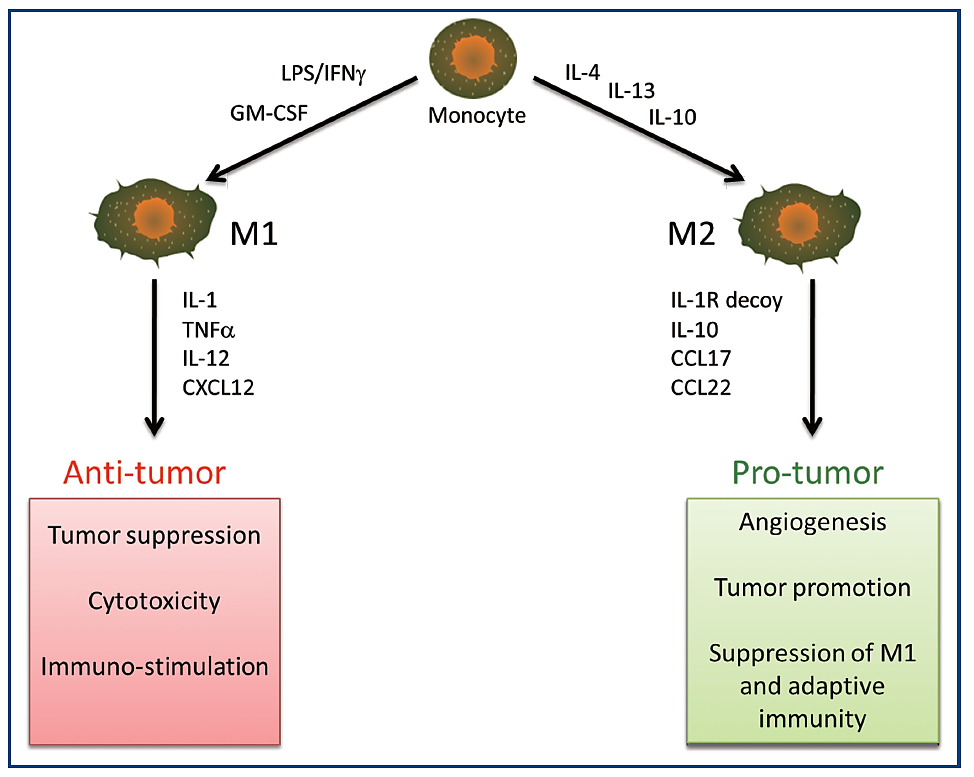 LPS/IFNγ
GM-CSF
Monocyte
IL-4
IL-13
IL-10
M1
M2
IL-1
TNFα
IL-12
CXCL12
IL-1R decoy
IL-10
CCL17
CCL22
Anti-tumor
Tumor suppression
Cytotoxicity
Immuno-stimulation
Pro-tumor
Angiogenesis
Tumor promotion
Suppression of M1
and adaptive
immunity